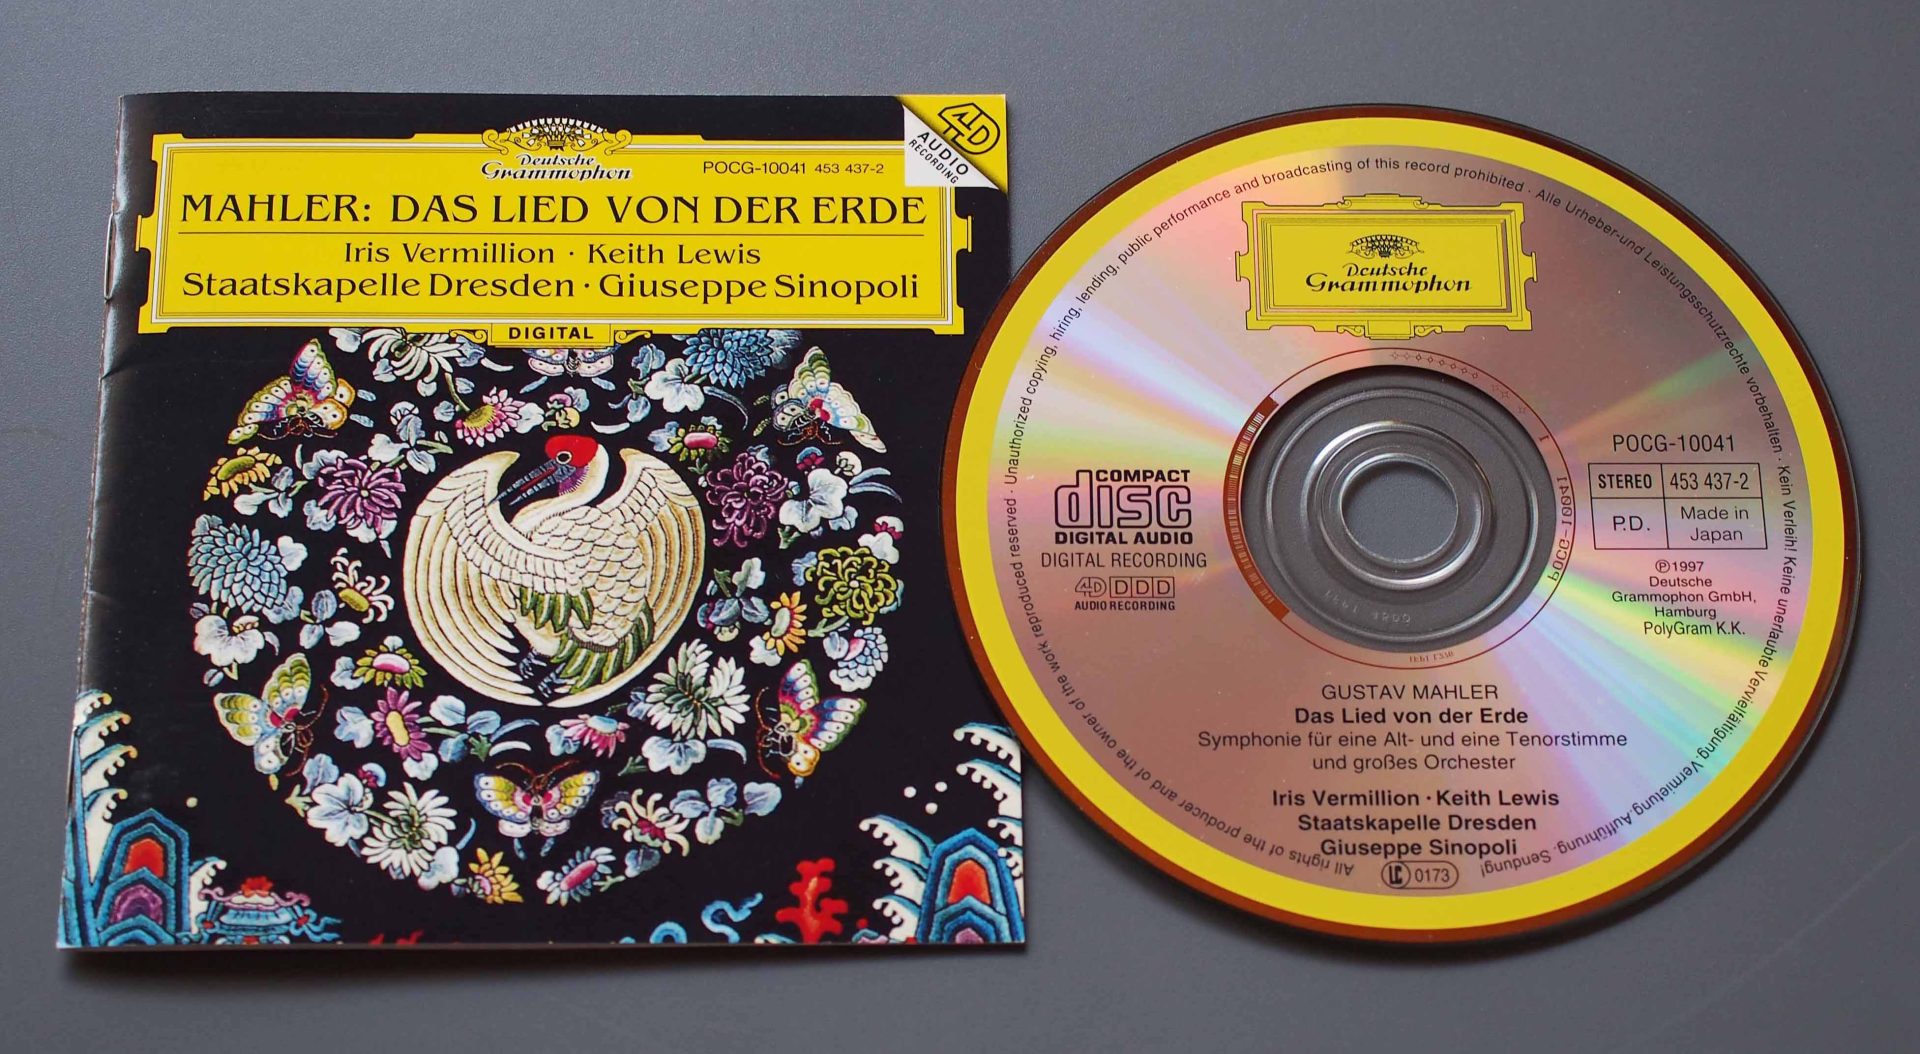 Deutsche
Grammophon
POCG-10041 453 437-2
4D
AUDIO
RECORDING
MAHLER: DAS LIED VON DER ERDE
Iris Vermillion · Keith Lewis
Staatskapelle Dresden · Giuseppe Sinopoli
DIGITAL
All rights of the producer and of the owner of the work reproduced reserved · Unauthorized copying, hiring, lending, public performance and broadcasting of this record prohibited · Alle Urheber-und Leistungsschutzrechte vorbehalten · Kein Verleih! Keine unerlaubte Vervielfältigung, Vermietung, Aufführung, Sendung!
Deutsche
Grammophon
COMPACT
disc
DIGITAL AUDIO
DIGITAL RECORDING
4D DDD
AUDIO RECORDING
POCG-10041
STEREO 453 437-2
P.D. Made in
Japan
℗1997
Deutsche
Grammophon GmbH,
Hamburg
PolyGram K.K.
POCG-10041
GUSTAV MAHLER
Das Lied von der Erde
Symphonie für eine Alt- und eine Tenorstimme
und großes Orchester
Iris Vermillion · Keith Lewis
Staatskapelle Dresden
Giuseppe Sinopoli
LC 0173